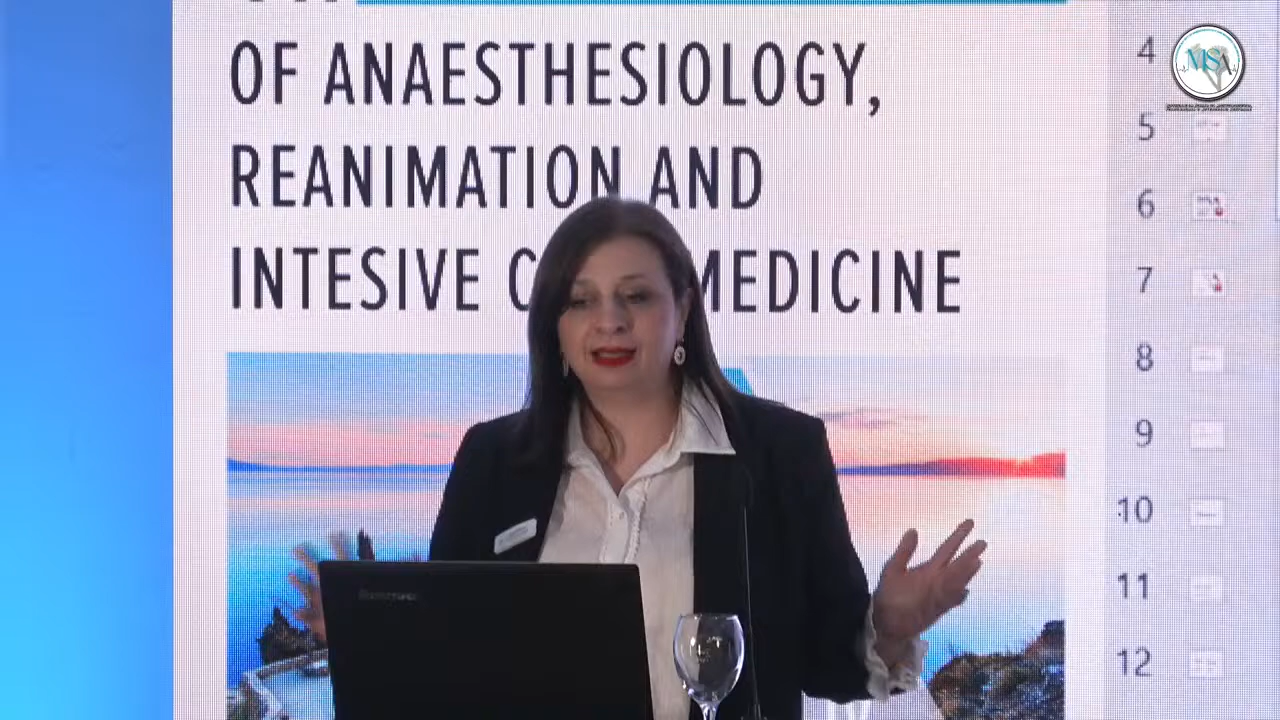 OF ANAESTHESIOLOGY,
REANIMATION AND
INTESIVE C MEDICINE
4
5
6
7
8
9
10
11
12
MSA